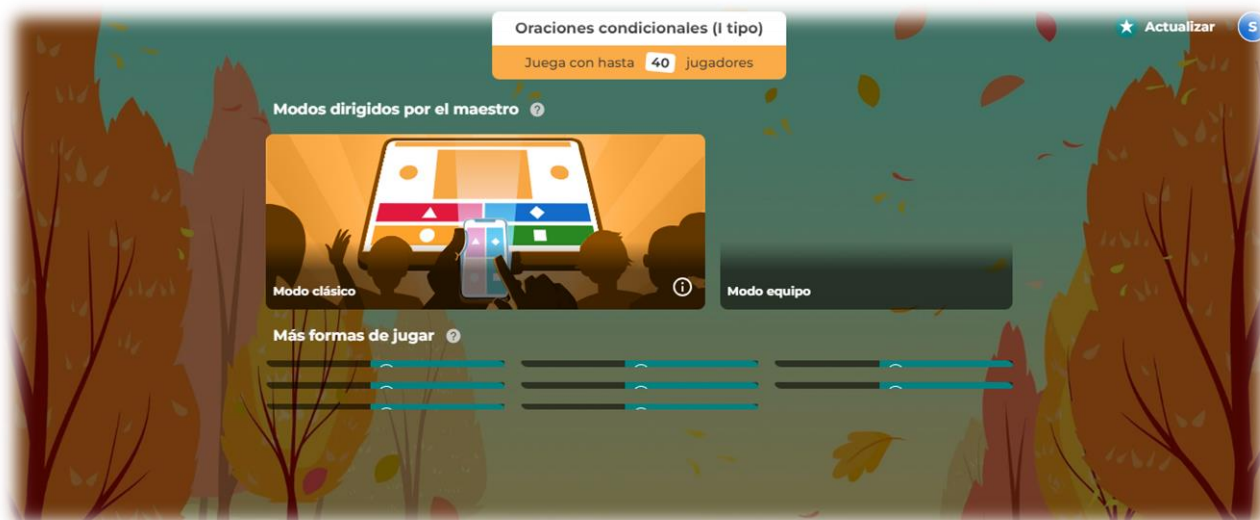 Oraciones condicionales (I tipo)
Juega con hasta 40 jugadores
Actualizar
S
Modos dirigidos por el maestro ?
Modo clásico
Modo equipo
Más formas de jugar ?